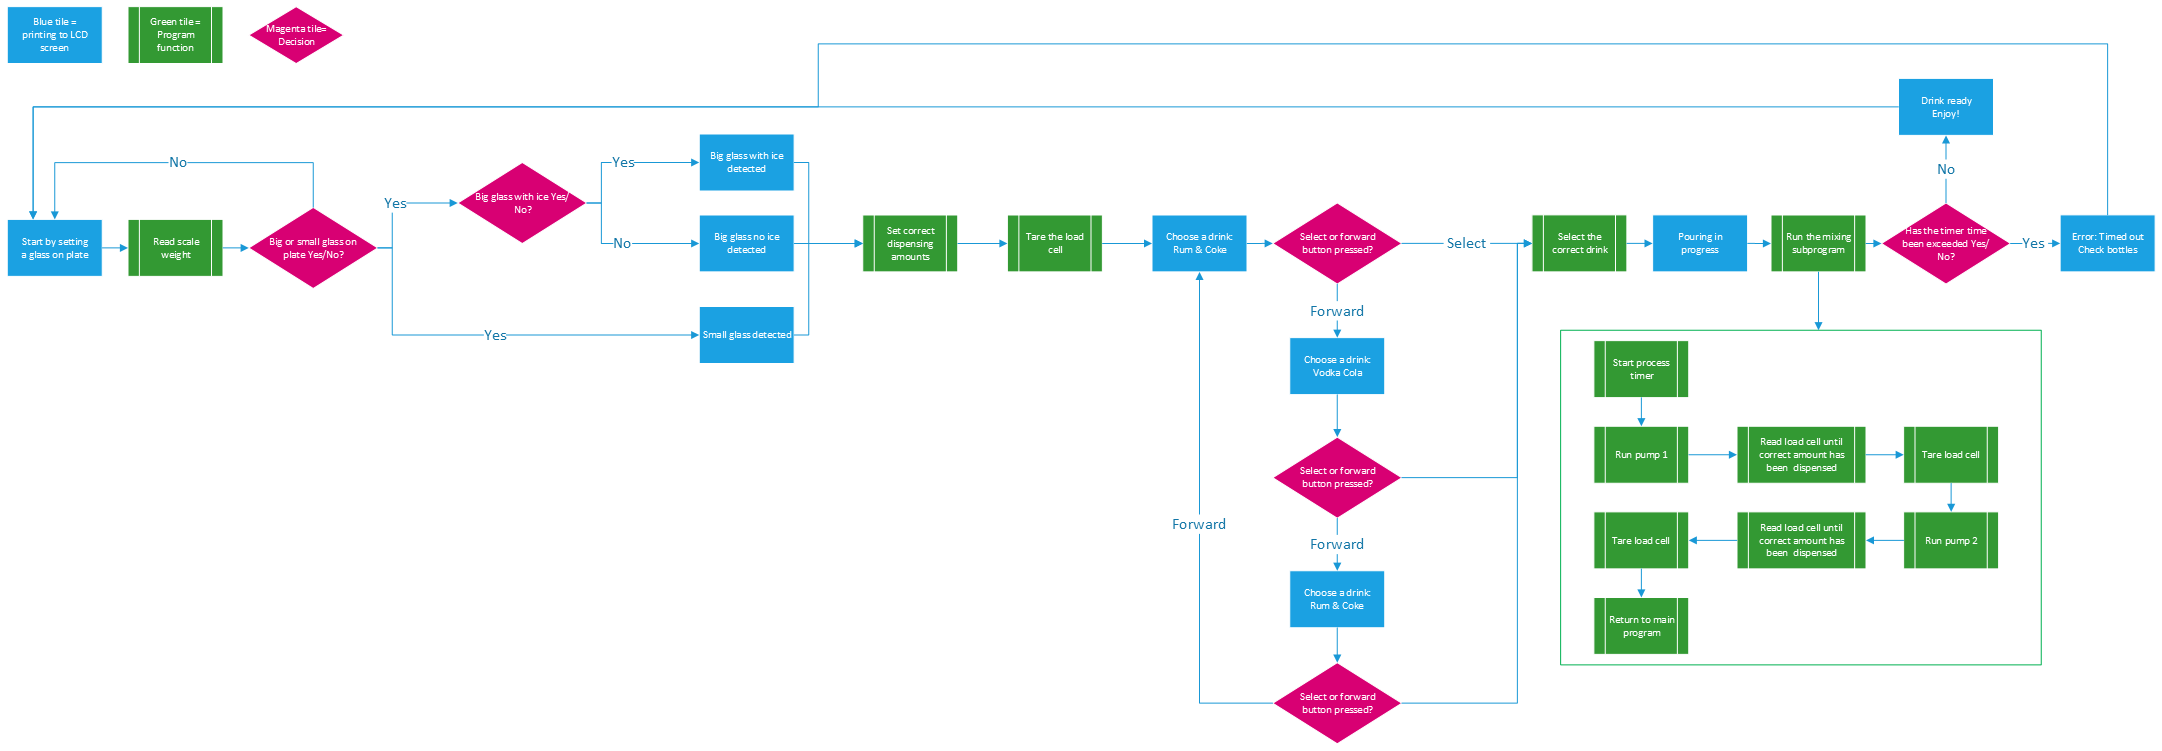 Blue tile =
printing to LCD
screen
Green tile =
Program
function
Magenta tile=
Decision
Drink ready
Enjoy!
No
No
Yes
Big glass with ice
detected
Yes
Big glass with ice Yes/
No?
No
Big glass no ice
detected
Start by setting
a glass on plate
Read scale
weight
Big or small glass on
plate Yes/No?
Yes
Small glass detected
Set correct
dispensing
amounts
Tare the load
cell
Choose a drink:
Rum & Coke
Select or forward
button pressed?
Select
Select the
correct drink
Pouring in
progress
Run the mixing
subprogram
Has the timer time
been exceeded Yes/
No?
Yes
Error: Timed out
Check bottles
Forward
Choose a drink:
Vodka Cola
Select or forward
button pressed?
Forward
Forward
Choose a drink:
Rum & Coke
Select or forward
button pressed?
Start process
timer
Run pump 1
Read load cell until
correct amount has
been dispensed
Tare load cell
Tare load cell
Read load cell until
correct amount has
been dispensed
Run pump 2
Return to main
program